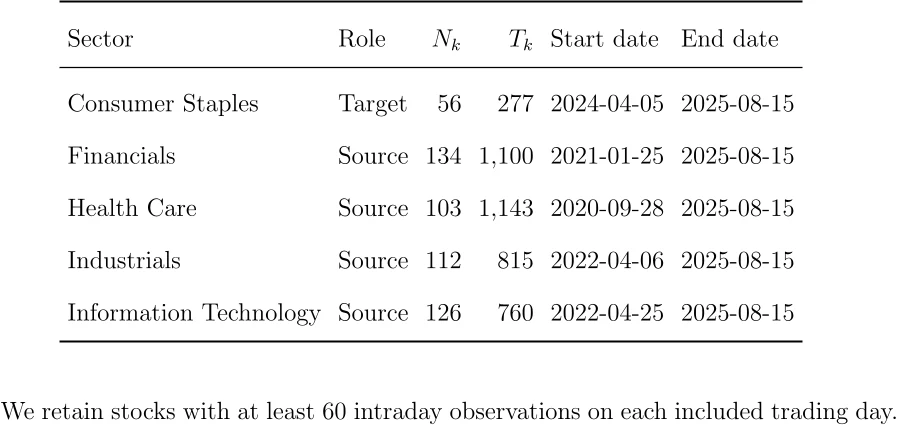 Sector Role N_k T_k Start date End date
Consumer Staples Target 56 277 2024-04-05 2025-08-15
Financials Source 134 1,100 2021-01-25 2025-08-15
Health Care Source 103 1,143 2020-09-28 2025-08-15
Industrials Source 112 815 2022-04-06 2025-08-15
Information Technology Source 126 760 2022-04-25 2025-08-15
We retain stocks with at least 60 intraday observations on each included trading day.